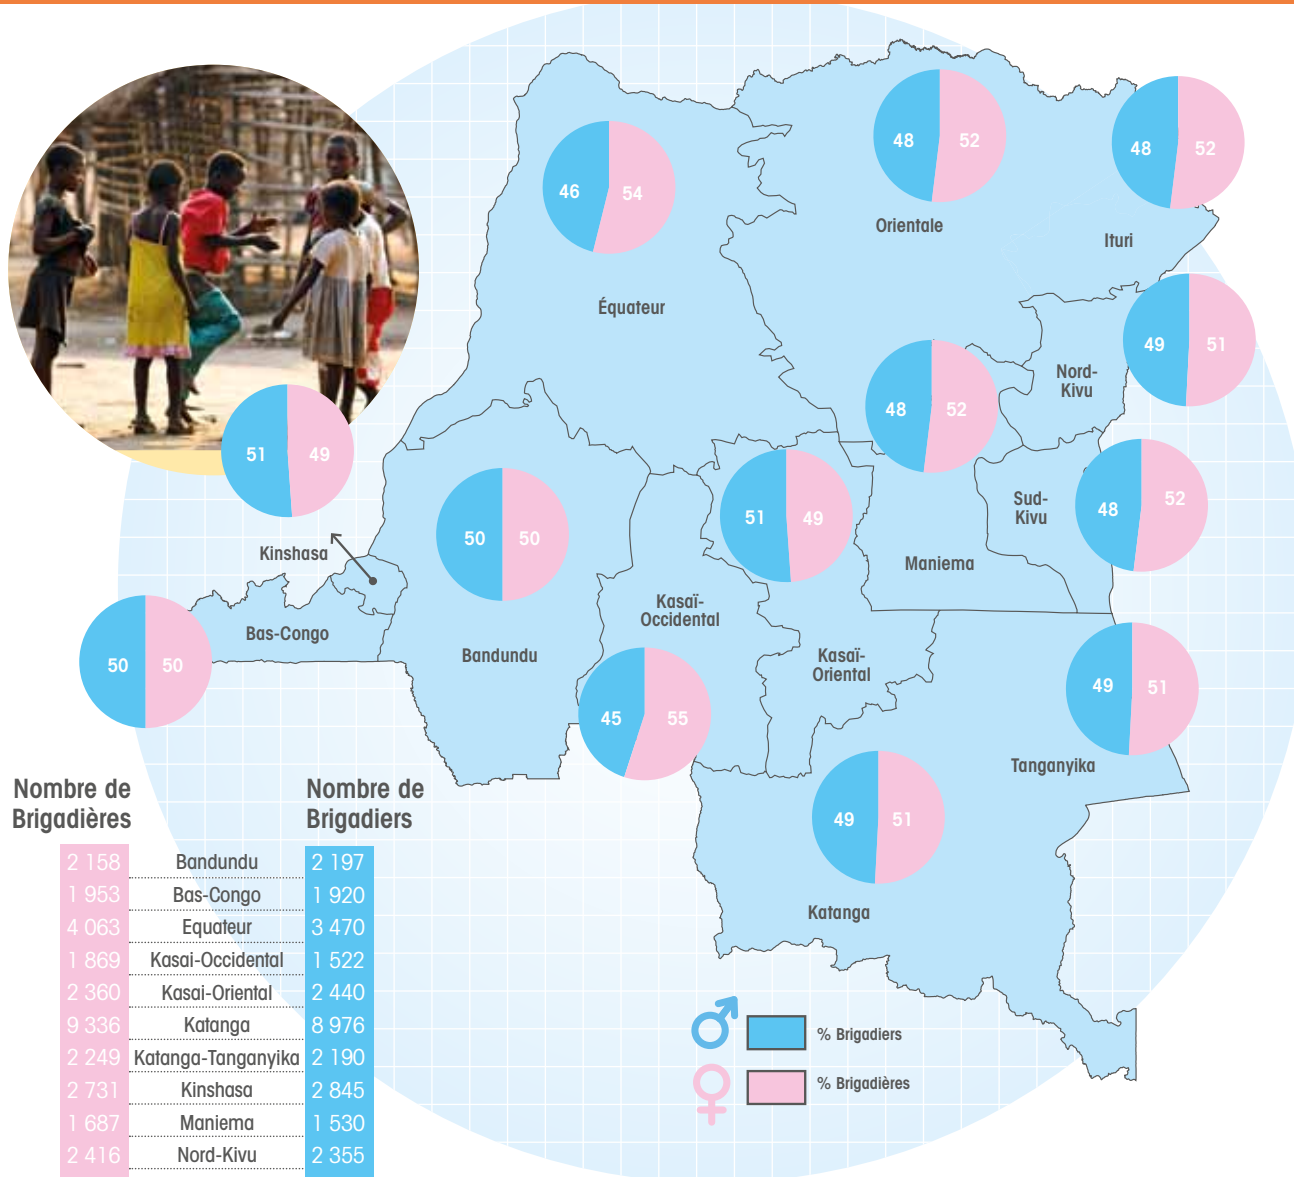 48
52
48
52
46
54
Orientale
Ituri
Équateur
49
51
Nord-
Kivu
48
52
51
49
Sud-
Kivu
48
52
51
49
50
50
Kinshasa
Maniema
Kasaï-
Occidental
Bas-Congo
50
50
Bandundu
Kasaï-
Oriental
45
55
49
51
Tanganyika
49
51
Katanga
Nombre de
Brigadières
Nombre de
Brigadiers
2 158 Bandundu 2 197
1 953 Bas-Congo 1 920
4 063 Equateur 3 470
1 869 Kasai-Occidental 1 522
2 360 Kasai-Oriental 2 440
9 336 Katanga 8 976
2 249 Katanga-Tanganyika 2 190
2 731 Kinshasa 2 845
1 687 Maniema 1 530
2 416 Nord-Kivu 2 355
% Brigadiers
% Brigadières